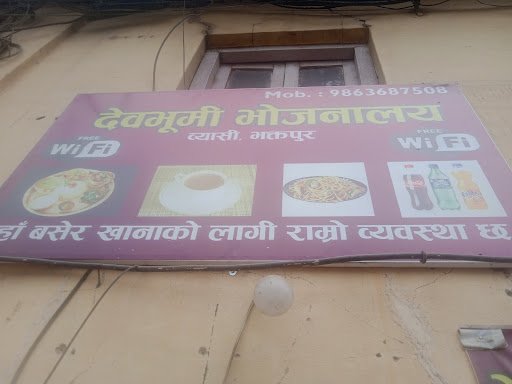 Mob. : 9863687508
देवभूमी भोजनालय
ब्यासी, भक्तपुर
FREE
Wi Fi
FREE
Wi Fi
हाँ बसेर खानाको लागी राम्रो व्यवस्था छ